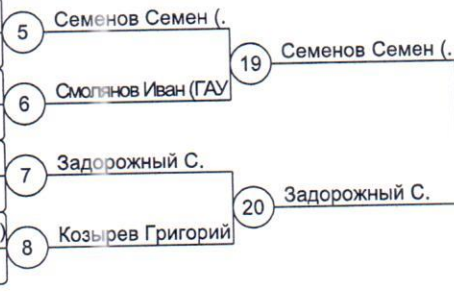 5 Семенов Семен (.
19 Семенов Семен (.
6 Смолянов Иван (ГАУ
7 Задорожный С.
20 Задорожный С.
) 8 Козырев Григорий